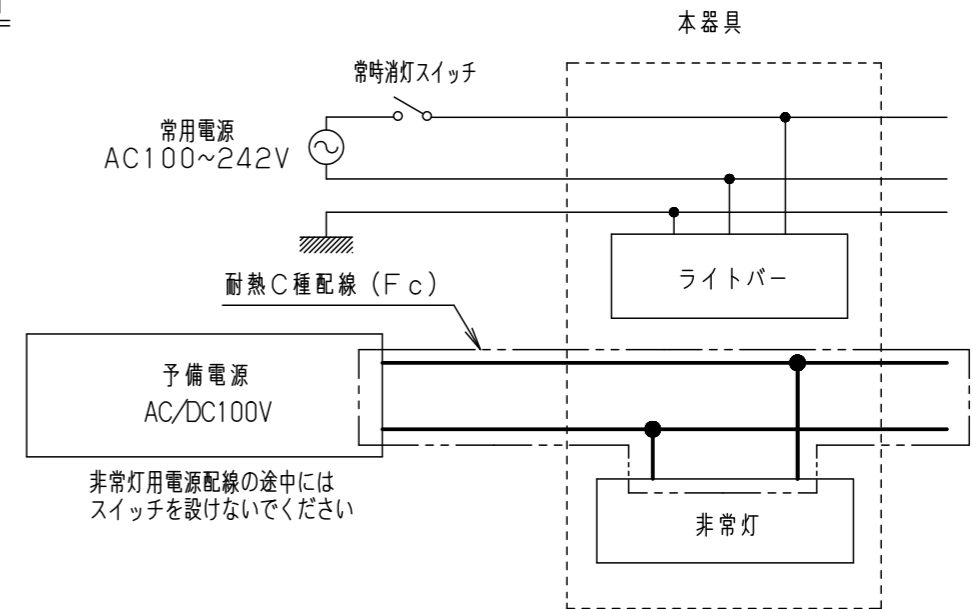 本器具
常時消灯スイッチ
常用電源
AC100~242V
ライトバー
耐熱C種配線(Fc)
予備電源
AC/DC100V
非常灯用電源配線の途中には
スイッチを設けないでください
非常灯